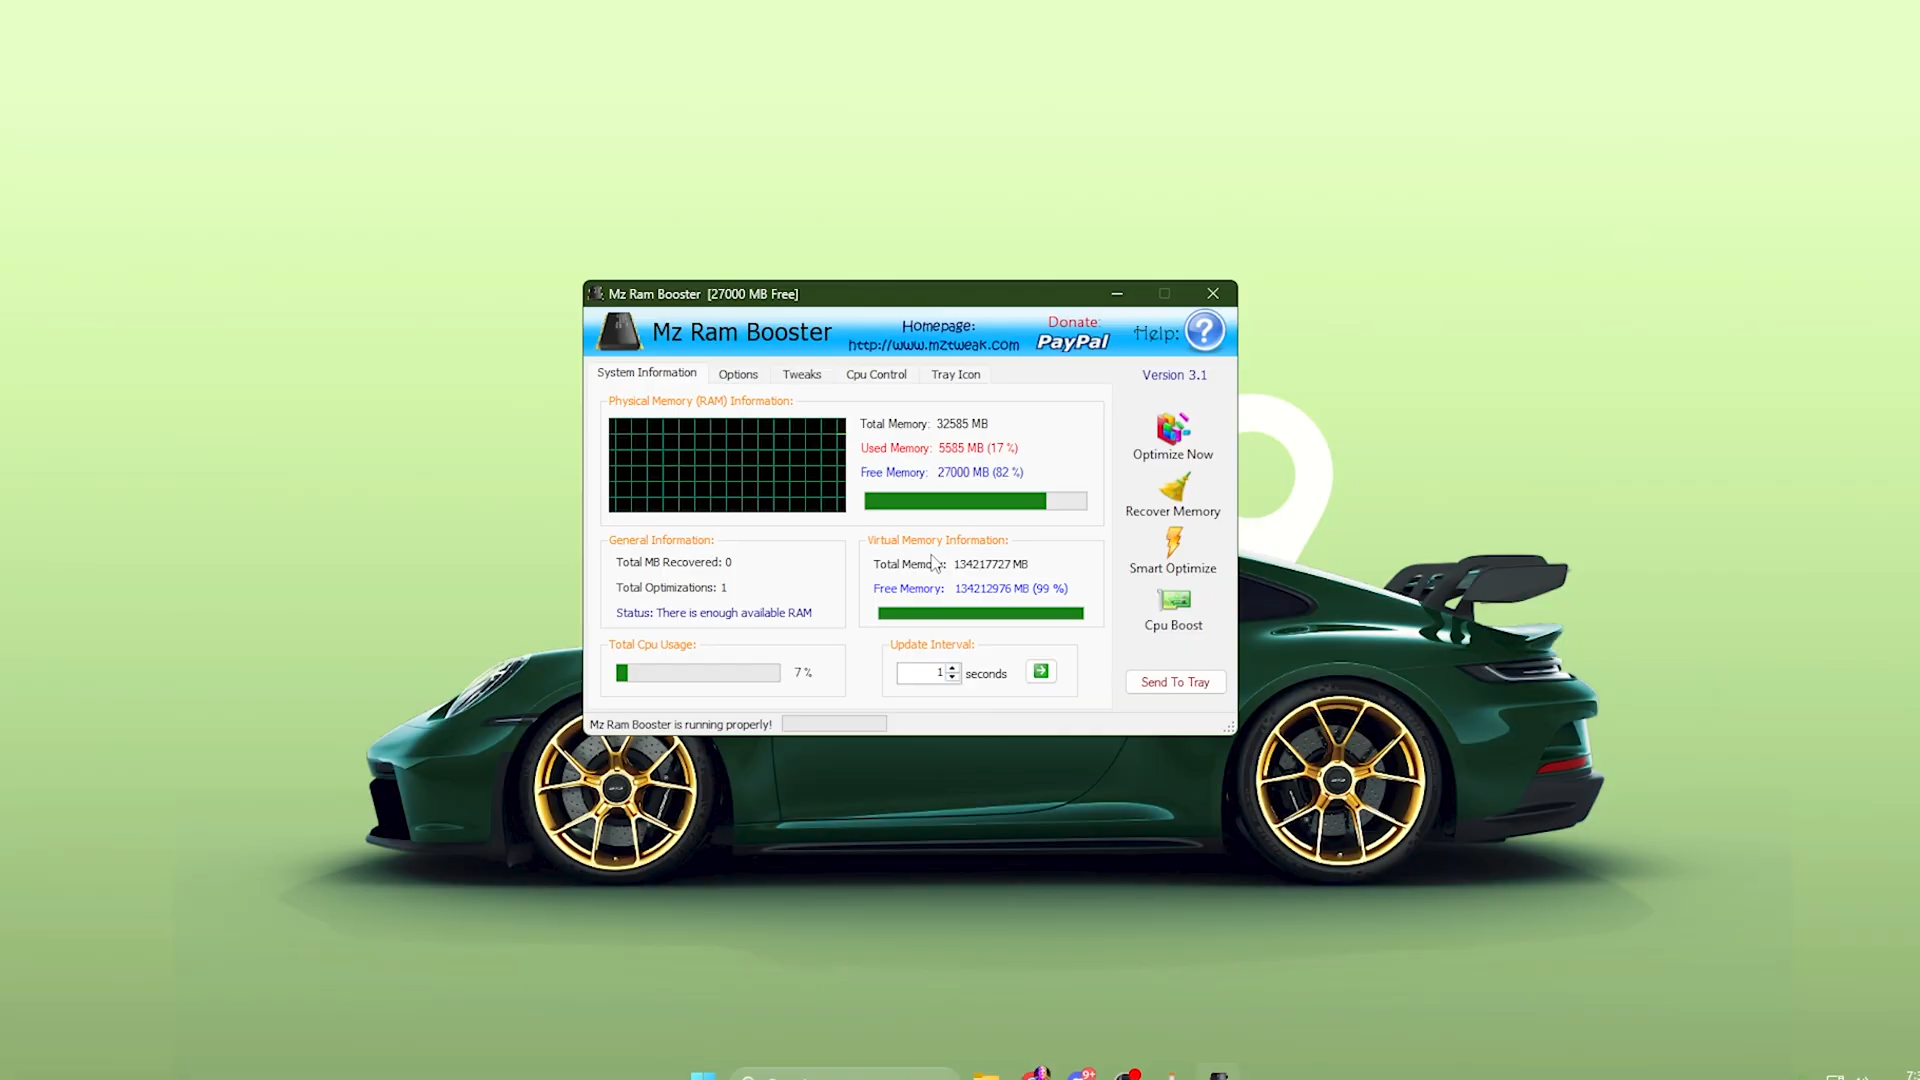 Mz Ram Booster [27000 MB Free]
Mz Ram Booster
Homepage:
http://www.mztweak.com
Donate:
PayPal
Help:
?
System Information
Options
Tweaks
Cpu Control
Tray Icon
Version 3.1
Physical Memory (RAM) Information:
Total Memory: 32585 MB
Used Memory: 5585 MB (17 %)
Free Memory: 27000 MB (82 %)
Optimize Now
Recover Memory
Smart Optimize
Cpu Boost
General Information:
Total MB Recovered: 0
Total Optimizations: 1
Status: There is enough available RAM
Virtual Memory Information:
Total Memory: 134217727 MB
Free Memory: 134212976 MB (99 %)
Total Cpu Usage:
7 %
Update Interval:
1 seconds
Send To Tray
Mz Ram Booster is running properly!
9+